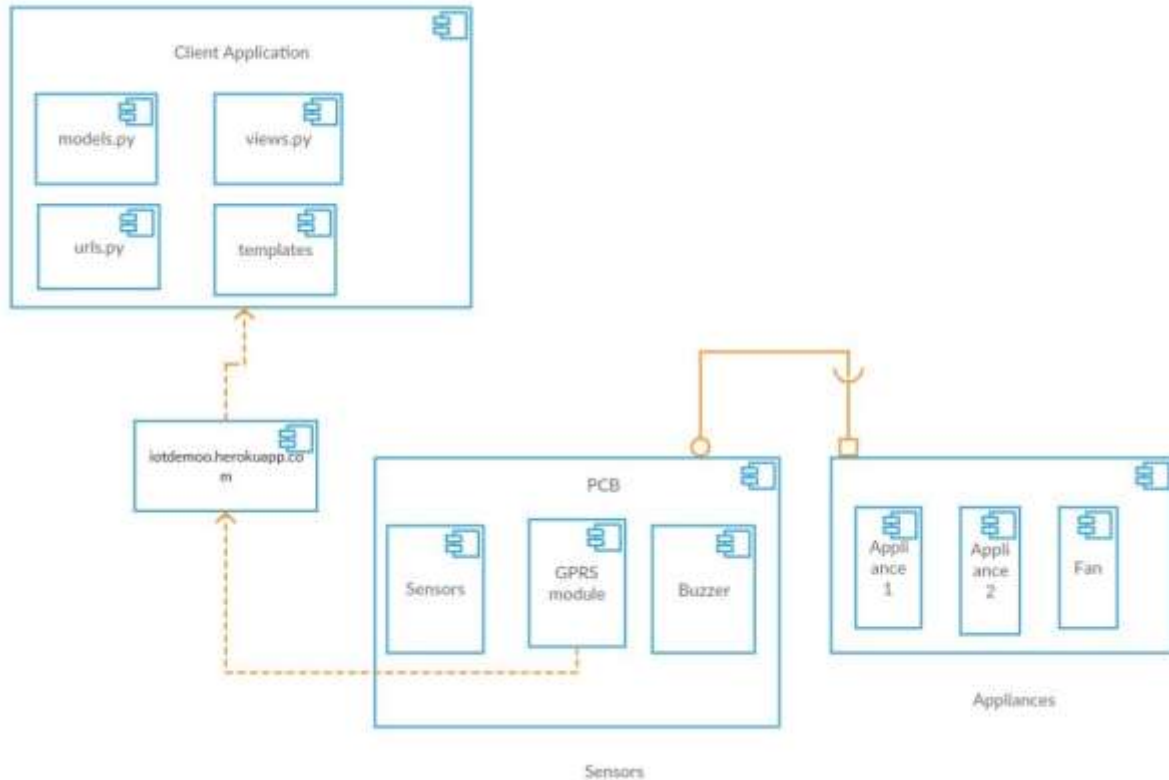 Client Application
models.py
views.py
urls.py
templates
iotdemoo.herokuapp.co
m
PCB
Sensors
GPRS
module
Buzzer
Appli
ance
1
Appli
ance
2
Fan
Appliances
Sensors